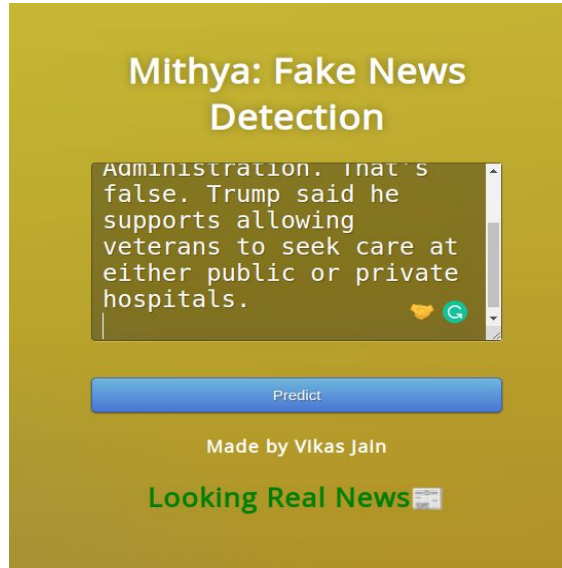 Mithya: Fake News
Detection
Administration. That's
false. Trump said he
supports allowing
veterans to seek care at
either public or private
hospitals.
Predict
Made by Vikas Jain
Looking Real News